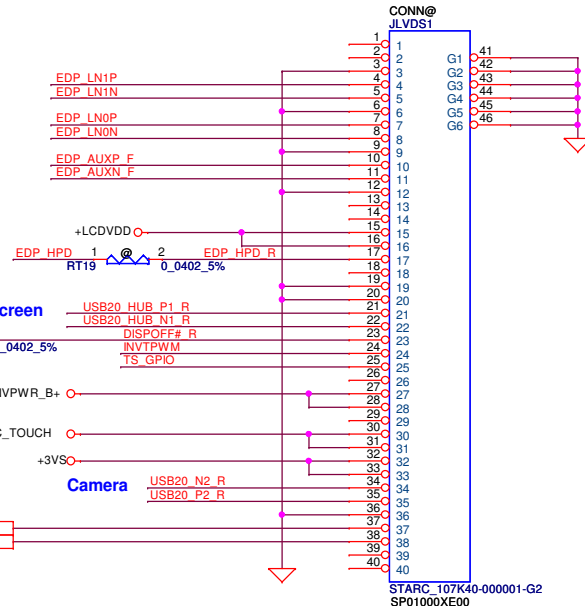 CONN@
JLVDS1
1 1
2 2
3 3
EDP_LN1P 4 4
EDP_LN1N 5 5
6 6
EDP_LN0P 7 7
EDP_LN0N 8 8
9 9
EDP_AUXP_F 10 10
EDP_AUXN_F 11 11
12 12
13 13
14 14
+LCDVDD 15 15
16 16
EDP_HPD 1 @ 2 EDP_HPD_R 17 17
RT19 0_0402_5%
18 18
19 19
20 20
creen
USB20_HUB_P1_R 21 21
USB20_HUB_N1_R 22 22
DISPOFF#_R 23 23
_0402_5%
INVTPWM 24 24
TS_GPIO 25 25
26 26
VPWR_B+ 27 27
28 28
29 29
C_TOUCH 30 30
31 31
+3VS 32 32
33 33
Camera
USB20_N2_R 34 34
USB20_P2_R 35 35
36 36
37 37
38 38
39 39
40 40
G1 41
G2 42
G3 43
G4 44
G5 45
G6 46
STARC_107K40-000001-G2
SP01000XE00